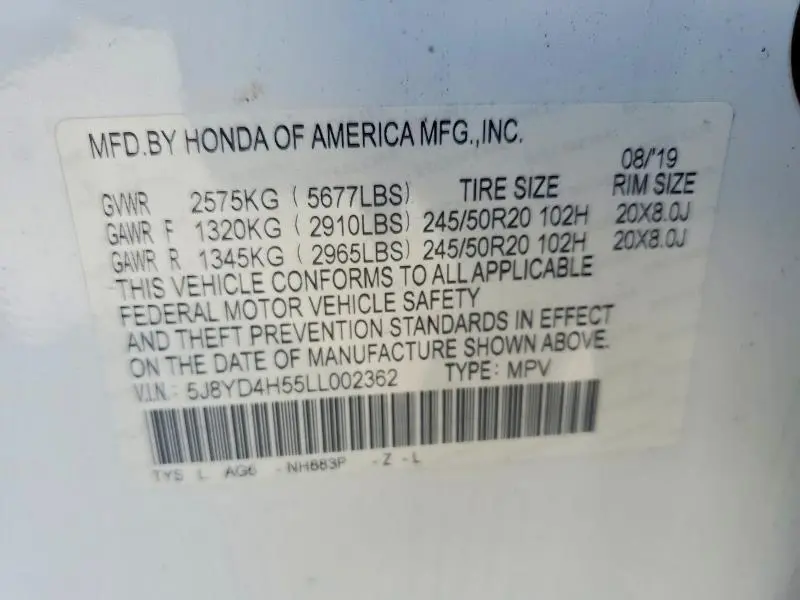 MFD.BY HONDA OF AMERICA MFG.,INC.
08/'19
GVWR 2575KG ( 5677LBS) TIRE SIZE RIM SIZE
GAWR F 1320KG ( 2910LBS) 245/50R20 102H 20X8.0J
GAWR R 1345KG ( 2965LBS) 245/50R20 102H 20X8.0J
THIS VEHICLE CONFORMS TO ALL APPLICABLE
FEDERAL MOTOR VEHICLE SAFETY
AND THEFT PREVENTION STANDARDS IN EFFECT
ON THE DATE OF MANUFACTURE SHOWN ABOVE.
V.I.N.: 5J8YD4H55LL002362 TYPE: MPV
TYS L AG6 -NH883P -Z -L